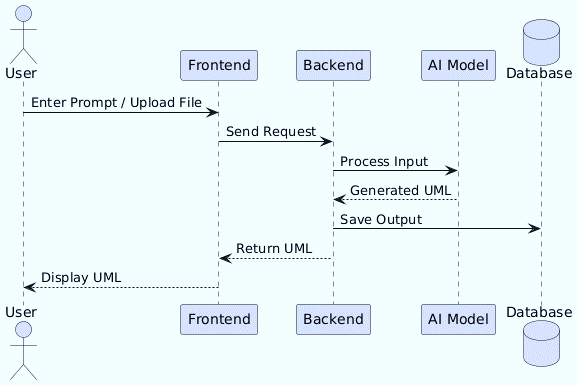 User
Frontend
Backend
AI Model
Database
Enter Prompt / Upload File
Send Request
Process Input
Generated UML
Save Output
Return UML
Display UML
User
Frontend
Backend
AI Model
Database